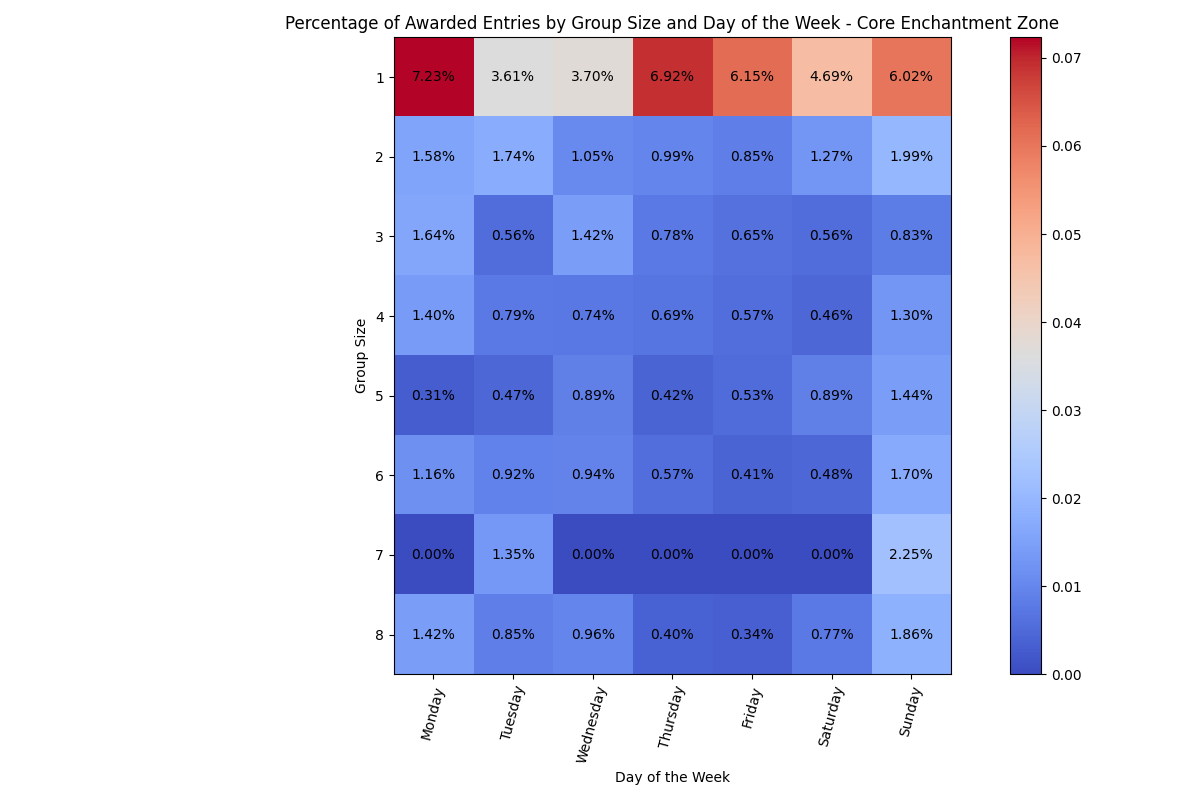 Percentage of Awarded Entries by Group Size and Day of the Week - Core Enchantment Zone
Group Size
1 7.23% 3.61% 3.70% 6.92% 6.15% 4.69% 6.02%
2 1.58% 1.74% 1.05% 0.99% 0.85% 1.27% 1.99%
3 1.64% 0.56% 1.42% 0.78% 0.65% 0.56% 0.83%
4 1.40% 0.79% 0.74% 0.69% 0.57% 0.46% 1.30%
5 0.31% 0.47% 0.89% 0.42% 0.53% 0.89% 1.44%
6 1.16% 0.92% 0.94% 0.57% 0.41% 0.48% 1.70%
7 0.00% 1.35% 0.00% 0.00% 0.00% 0.00% 2.25%
8 1.42% 0.85% 0.96% 0.40% 0.34% 0.77% 1.86%
Monday Tuesday Wednesday Thursday Friday Saturday Sunday
Day of the Week
0.07
0.06
0.05
0.04
0.03
0.02
0.01
0.00